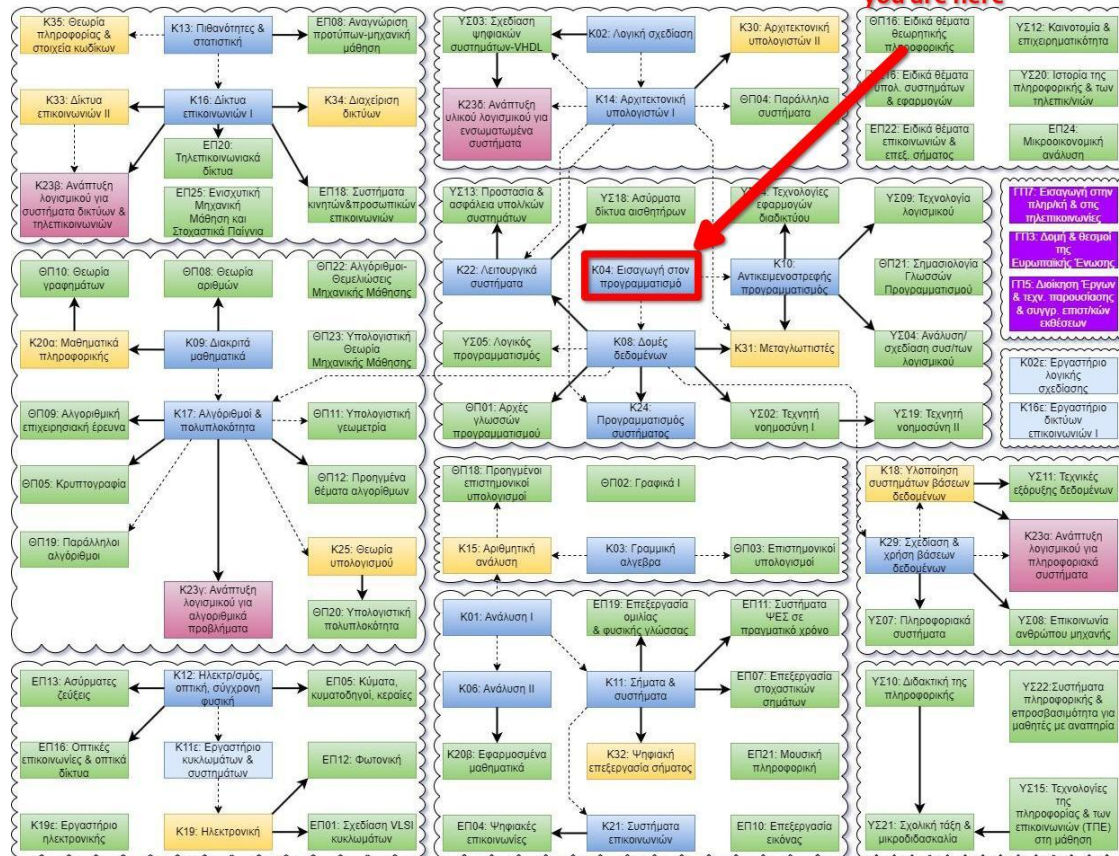 you are here
Κ35: Θεωρία
πληροφορίας &
στοιχεία κωδίκων
Κ13: Πιθανότητες &
στατιστική
ΕΠ08: Αναγνώριση
προτύπων-μηχανική
μάθηση
Κ33: Δίκτυα
επικοινωνιών ΙΙ
Κ16: Δίκτυα
επικοινωνιών Ι
Κ34: Διαχείριση
δικτύων
ΕΠ20:
Τηλεπικοινωνιακά
δίκτυα
Κ23β: Ανάπτυξη
λογισμικού για
συστήματα δικτύων &
τηλεπικοινωνιών
ΕΠ25: Ενισχυτική
Μηχανική
Μάθηση και
Στοχαστικά Παίγνια
ΕΠ18: Συστήματα
κινητών&προσωπικών
επικοινωνιών
ΥΣ03: Σχεδίαση
ψηφιακών
συστημάτων-VHDL
Κ02: Λογική σχεδίαση
Κ30: Αρχιτεκτονική
υπολογιστών ΙΙ
Κ23δ: Ανάπτυξη
υλικού λογισμικού για
ενσωματωμένα
συστήματα
Κ14: Αρχιτεκτονική
υπολογιστών Ι
ΘΠ04: Παράλληλα
συστήματα
ΘΠ16: Ειδικά θέματα
θεωρητικής
πληροφορικής
ΥΣ12: Καινοτομία &
επιχειρηματικότητα
Ειδικά θέματα
υπολ. συστημάτων
& εφαρμογών
ΥΣ20: Ιστορία της
πληροφορικής & των
τηλεπικ/νιών
ΕΠ22: Ειδικά θέματα
επικοινωνιών &
επεξ. σήματος
ΕΠ24:
Μικροοικονομική
ανάλυση
ΥΣ13: Προστασία &
ασφάλεια υπολ/κών
συστημάτων
ΥΣ18: Ασύρματα
δίκτυα αισθητήρων
Τεχνολογίες
εφαρμογών
διαδικτύου
ΥΣ09: Τεχνολογία
λογισμικού
Κ22: Λειτουργικά
συστήματα
Κ04: Εισαγωγή στον
προγραμματισμό
Κ10:
Αντικειμενοστρεφής
προγραμματισμός
ΘΠ21: Σημασιολογία
Γλωσσών
Προγραμματισμού
ΥΣ05: Λογικός
προγραμματισμός
Κ08: Δομές
δεδομένων
Κ31: Μεταγλωττιστές
ΥΣ04: Ανάλυση/
σχεδίαση συσ/των
λογισμικού
ΘΠ01: Αρχές
γλωσσών
προγραμματισμού
Κ24:
Προγραμματισμός
συστήματος
ΥΣ02: Τεχνητή
νοημοσύνη Ι
ΥΣ19: Τεχνητή
νοημοσύνη ΙΙ
ΓΠ7: Εισαγωγή στην
πληρ/κή & στις
τηλεπικοινωνίες
ΓΠ3: Δομή & θεσμοί
της
Ευρωπαϊκής Ένωσης
ΓΠ5: Διοίκηση Έργων
& τεχν. παρουσίασης
& συγγρ. επιστ/κών
εκθέσεων
Κ02ε: Εργαστήριο
λογικής
σχεδίασης
Κ16ε: Εργαστήριο
δικτύων
επικοινωνιών Ι
ΘΠ10: Θεωρία
γραφημάτων
ΘΠ08: Θεωρία
αριθμών
ΘΠ22: Αλγόριθμοι-
Θεμελιώσεις
Μηχανικής Μάθησης
Κ20α: Μαθηματικά
πληροφορικής
Κ09: Διακριτά
μαθηματικά
ΘΠ23: Υπολογιστική
Θεωρία
Μηχανικής Μάθησης
ΘΠ09: Αλγοριθμική
επιχειρησιακή έρευνα
Κ17: Αλγόριθμοι &
πολυπλοκότητα
ΘΠ11: Υπολογιστική
γεωμετρία
ΘΠ05: Κρυπτογραφία
ΘΠ12: Προηγμένα
θέματα αλγορίθμων
ΘΠ19: Παράλληλοι
αλγόριθμοι
Κ25: Θεωρία
υπολογισμού
Κ23γ: Ανάπτυξη
λογισμικού για
αλγοριθμικά
προβλήματα
ΘΠ20: Υπολογιστική
πολυπλοκότητα
ΘΠ18: Προηγμένοι
επιστημονικοί
υπολογισμοί
ΘΠ02: Γραφικά Ι
Κ15: Αριθμητική
ανάλυση
Κ03: Γραμμική
αλγεβρα
ΘΠ03: Επιστημονικοί
υπολογισμοί
Κ18: Υλοποίηση
συστημάτων βάσεων
δεδομένων
ΥΣ11: Τεχνικές
εξόρυξης δεδομένων
Κ29: Σχεδίαση &
χρήση βάσεων
δεδομένων
Κ23α: Ανάπτυξη
λογισμικού για
πληροφοριακά
συστήματα
ΥΣ07: Πληροφοριακά
συστήματα
ΥΣ08: Επικοινωνία
ανθρώπου μηχανής
Κ01: Ανάλυση Ι
ΕΠ19: Επεξεργασία
ομιλίας
& φυσικής γλώσσας
ΕΠ11: Συστήματα
ΨΕΣ σε
πραγματικό χρόνο
Κ06: Ανάλυση ΙΙ
Κ11: Σήματα &
συστήματα
ΕΠ07: Επεξεργασία
στοχαστικών
σημάτων
Κ20β: Εφαρμοσμένα
μαθηματικά
Κ32: Ψηφιακή
επεξεργασία σήματος
ΕΠ21: Μουσική
πληροφορική
ΕΠ04: Ψηφιακές
επικοινωνίες
Κ21: Συστήματα
επικοινωνιών
ΕΠ10: Επεξεργασία
εικόνας
ΕΠ13: Ασύρματες
ζεύξεις
Κ12: Ηλεκτρ/σμός,
οπτική, σύγχρονη
φυσική
ΕΠ05: Κύματα,
κυματοδηγοί, κεραίες
ΕΠ16: Οπτικές
επικοινωνίες & οπτικά
δίκτυα
Κ11ε: Εργαστήριο
κυκλωμάτων &
συστημάτων
ΕΠ12: Φωτονική
Κ19ε: Εργαστήριο
ηλεκτρονικής
Κ19: Ηλεκτρονική
ΕΠ01: Σχεδίαση VLSI
κυκλωμάτων
ΥΣ10: Διδακτική της
πληροφορικής
ΥΣ22:Συστήματα
πληροφορικής &
eπροσβασιμότητα για
μαθητές με αναπηρία
ΥΣ21: Σχολική τάξη &
μικροδιδασκαλία
ΥΣ15: Τεχνολογίες
της
πληροφορίας & των
επικοινωνιών (ΤΠΕ)
στη μάθηση